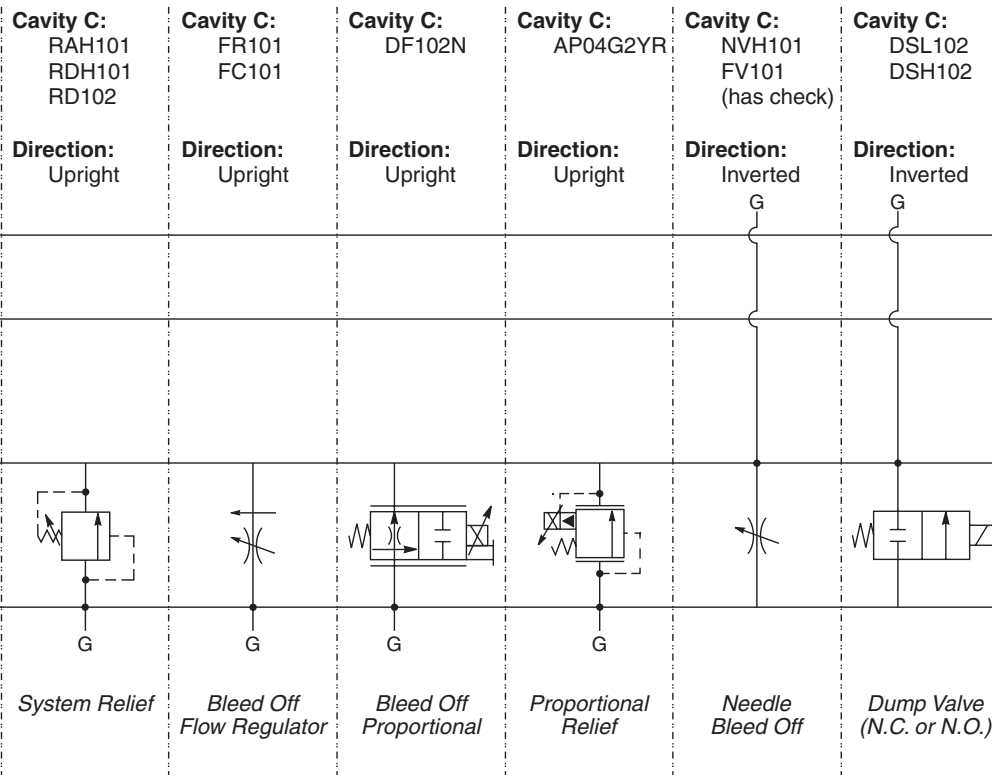 Cavity C:
RAH101
RDH101
RD102
Direction:
Upright
G
System Relief
Cavity C:
FR101
FC101
Direction:
Upright
G
Bleed Off
Flow Regulator
Cavity C:
DF102N
Direction:
Upright
G
Bleed Off
Proportional
Cavity C:
AP04G2YR
Direction:
Upright
G
Proportional
Relief
Cavity C:
NVH101
FV101
(has check)
Direction:
Inverted
G
Needle
Bleed Off
Cavity C:
DSL102
DSH102
Direction:
Inverted
G
Dump Valve
(N.C. or N.O.)